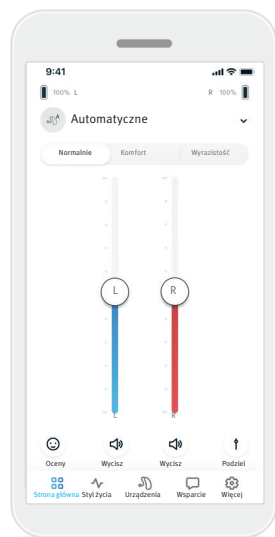 9:41
100% L R 100%
A
Automatyczne
Normalnie Komfort Wyrazistość
L R
L R
Oceny Wycisz Wycisz Podziel
Strona główna Styl życia Urządzenia Wsparcie Więcej